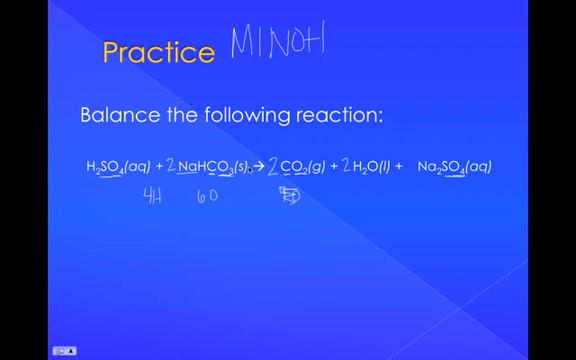 Practice MINOH
Balance the following reaction:
H₂SO₄(aq) + 2 NaHCO₃(s) → 2 CO₂(g) + 2 H₂O(l) + Na₂SO₄(aq)
4H 6O